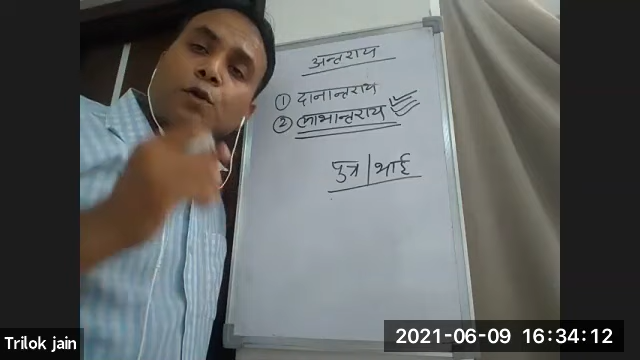 अन्तराय
① दानान्तराय
② लाभान्तराय
पुत्र | भाई
Trilok jain
2021-06-09 16:34:12